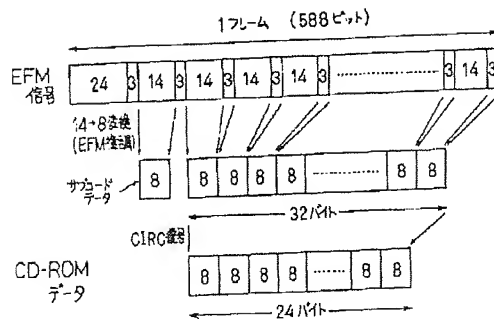 1フレーム (588ビット)
EFM
信号
24 3 14 3 14 3 14 3 14 3 3 14 3
14→8変換
(EFM復調)
サブコード
データ
8 8 8 8 8 8 8
32バイト
CIRC復号
CD-ROM
データ
8 8 8 8 8 8
24バイト